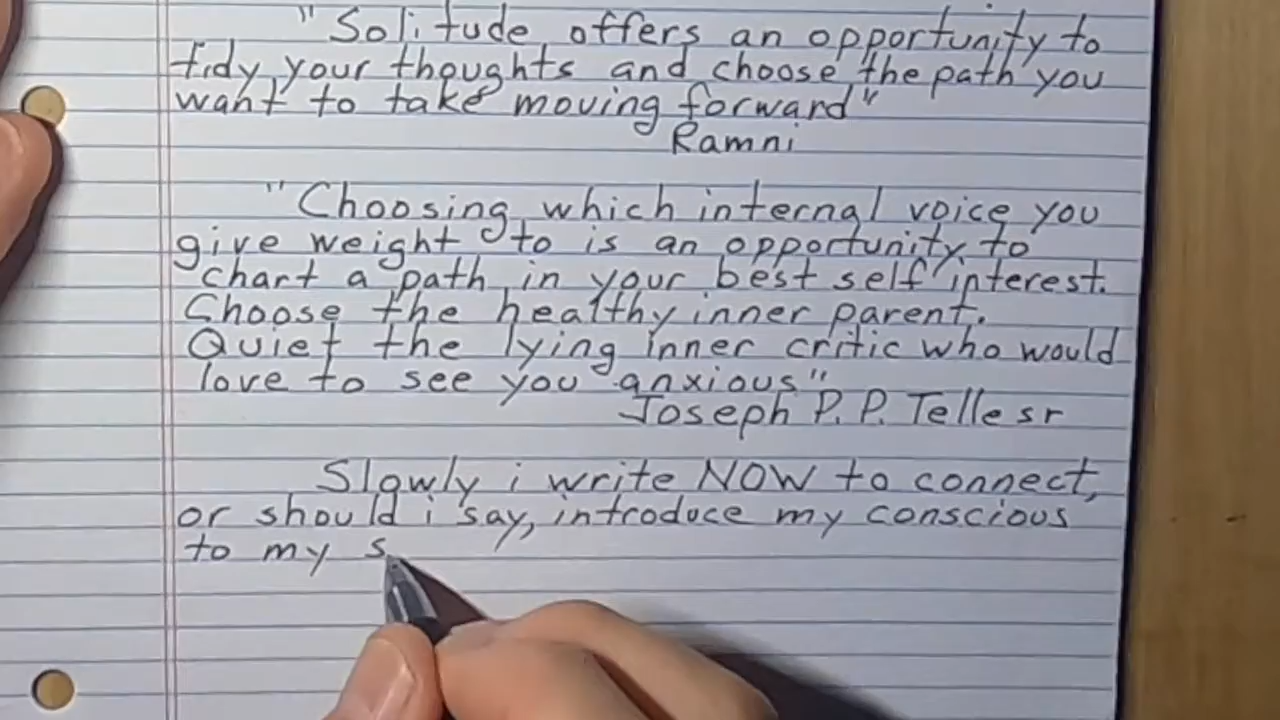 "Solitude offers an opportunity to
tidy your thoughts and choose the path you
want to take moving forward"
Ramni
"Choosing which internal voice you
give weight to is an opportunity to
chart a path in your best self interest.
Choose the healthy inner parent.
Quiet the lying inner critic who would
love to see you anxious"
Joseph P. P. Telle sr
Slowly i write NOW to connect,
or should i say, introduce my conscious
to my s